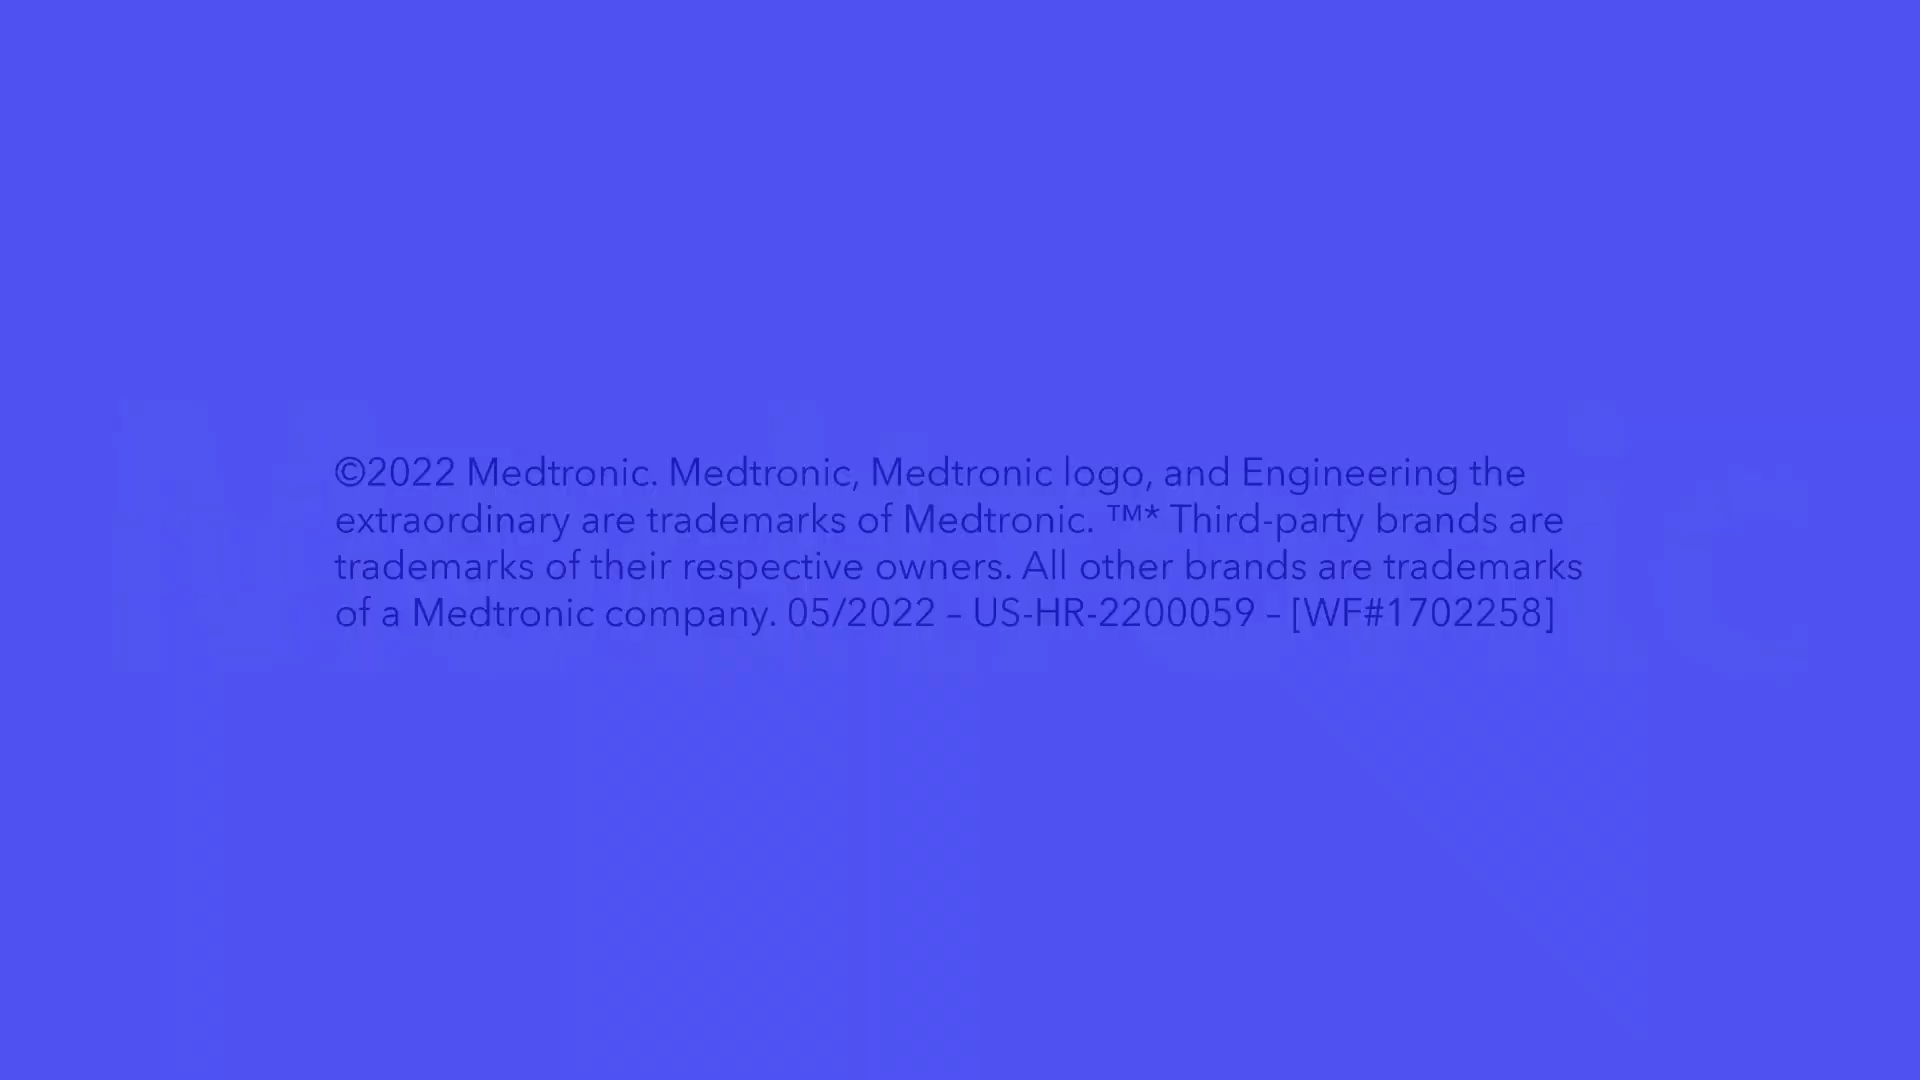 ©2022 Medtronic. Medtronic, Medtronic logo, and Engineering the
extraordinary are trademarks of Medtronic. ™* Third-party brands are
trademarks of their respective owners. All other brands are trademarks
of a Medtronic company. 05/2022 – US-HR-2200059 – [WF#1702258]